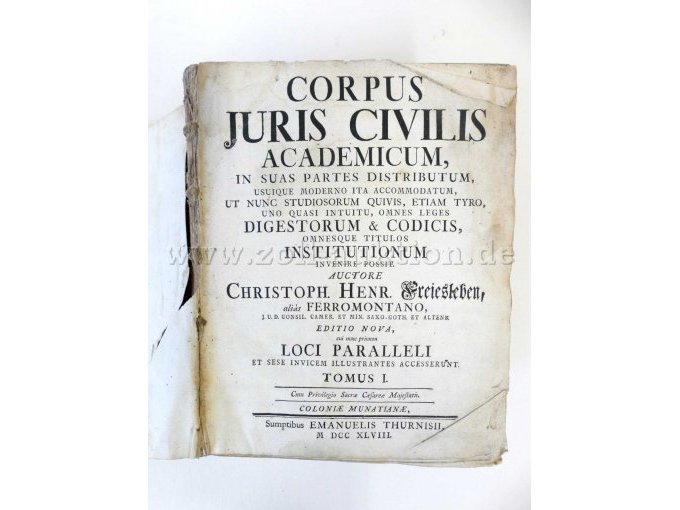 CORPUS
JURIS CIVILIS
ACADEMICUM,
IN SUAS PARTES DISTRIBUTUM,
USUIQUE MODERNO ITA ACCOMMODATUM,
UT NUNC STUDIOSORUM QUIVIS, ETIAM TYRO,
UNO QUASI INTUITU, OMNES LEGES
DIGESTORUM & CODICIS,
OMNESQUE TITULOS
INSTITUTIONUM
www.zoll-auktion.de
INVENIRE POSSIT.
AUCTORE
CHRISTOPH. HENR. Freiesleben,
aliàs FERROMONTANO,
J. U. D. CONSIL. CAMER. ET MIN. SAXO-GOTH. ET ALTENB.
EDITIO NOVA,
cui nunc primum
LOCI PARALLELI
ET SESE INVICEM ILLUSTRANTES ACCESSERUNT.
TOMUS I.
Cum Privilegio Sacræ Cæsareæ Majestatis.
COLONIÆ MUNATIANÆ,
Sumptibus EMANUELIS THURNISII,
M DCC XLVIII.